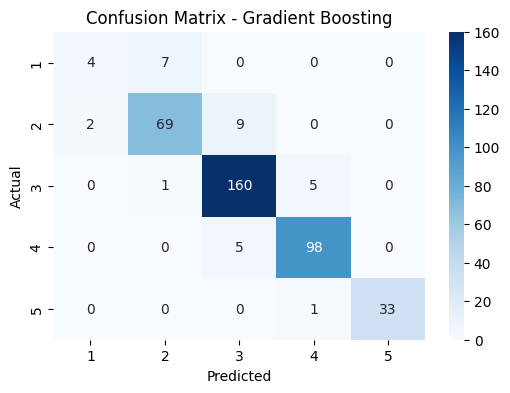 Confusion Matrix - Gradient Boosting
160
1 4 7 0 0 0
140
120
2 2 69 9 0 0
100
Actual
3 0 1 160 5 0
80
60
4 0 0 5 98 0
40
20
5 0 0 0 1 33
0
1 2 3 4 5
Predicted